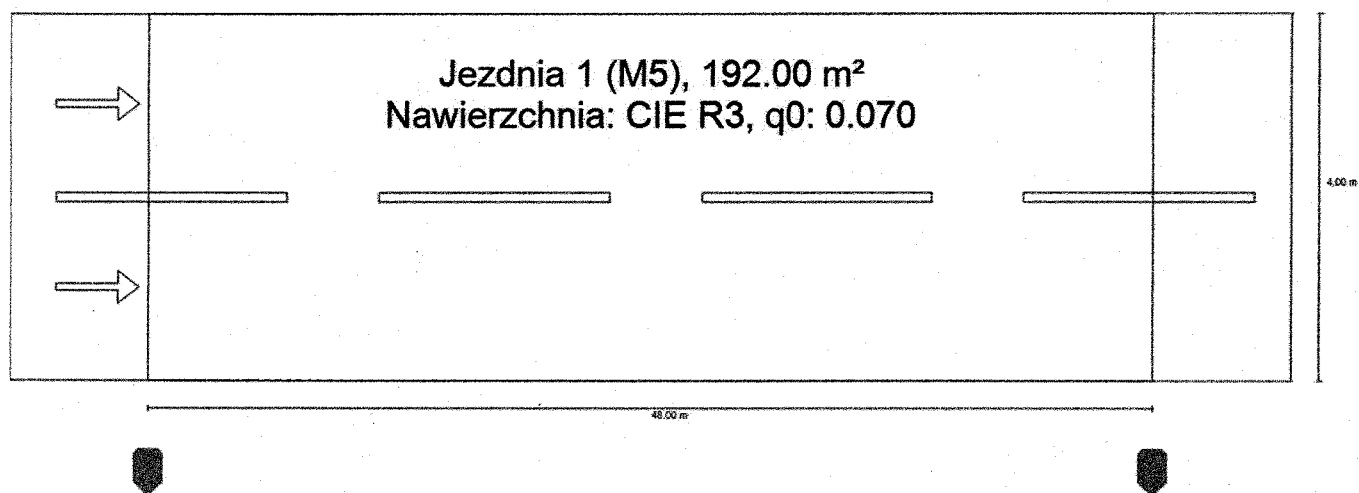 Jezdnia 1 (M5), 192.00 m²
Nawierzchnia: CIE R3, q0: 0.070
4.00 m
48.00 m